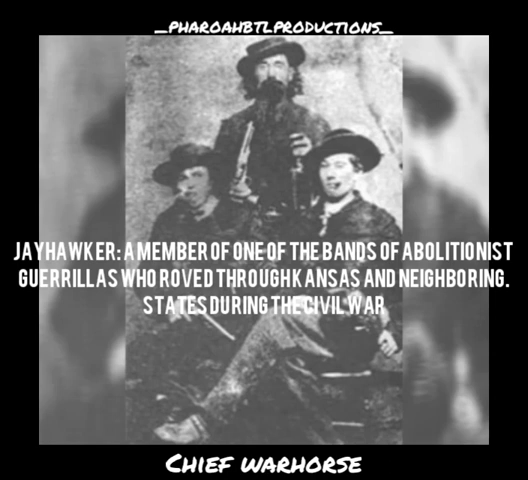 _PHAROAHBTLPRODUCTIONS_
JAYHAWKER: A MEMBER OF ONE OF THE BANDS OF ABOLITIONIST
GUERRILLAS WHO ROVED THROUGH KANSAS AND NEIGHBORING.
STATES DURING THE CIVIL WAR
CHIEF WARHORSE